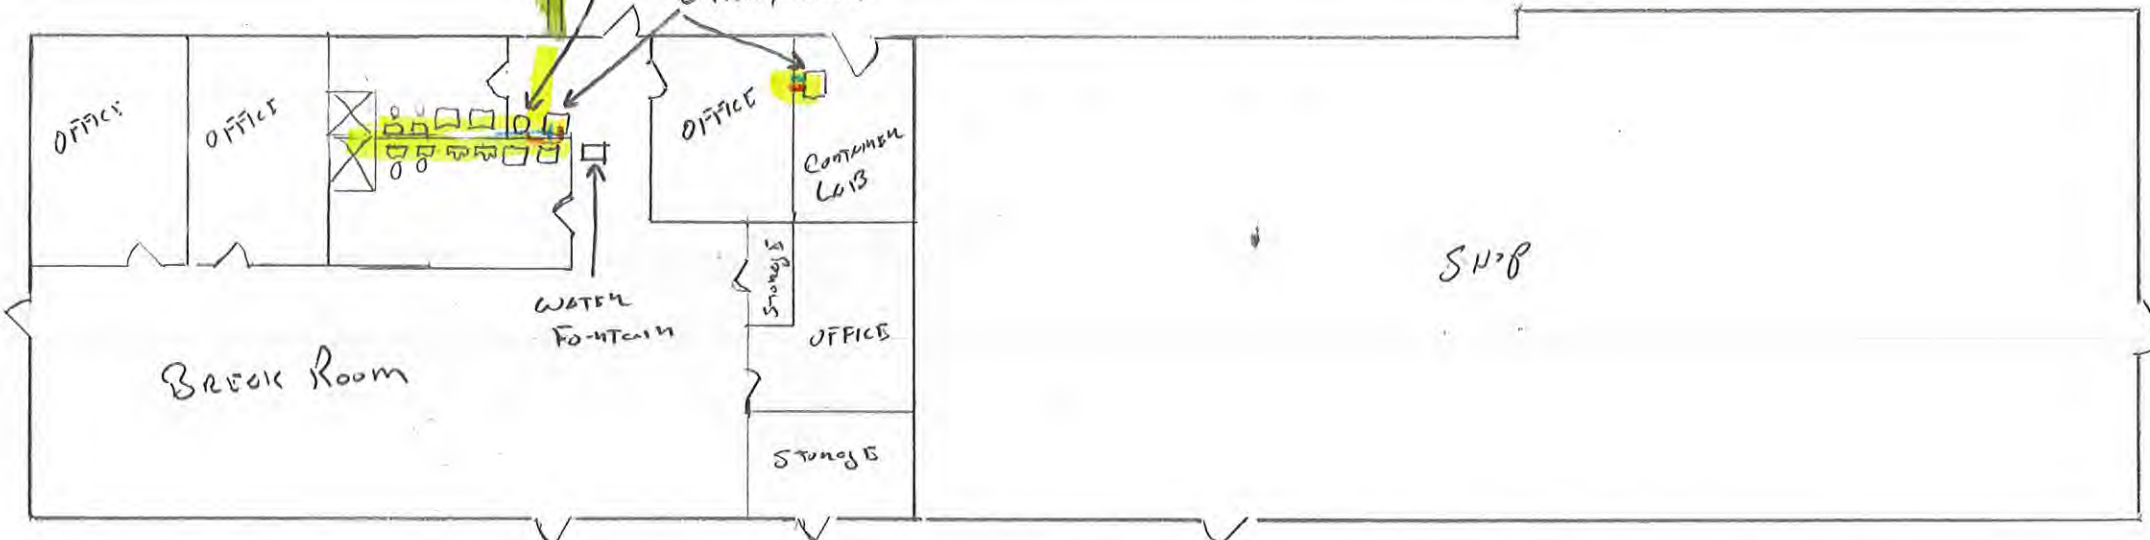 OFFICE
OFFICE
OFFICE
CONTAINER
LAB
STORAGE
WATER
FOUNTAIN
OFFICE
SHOP
BREAK ROOM
STORAGE